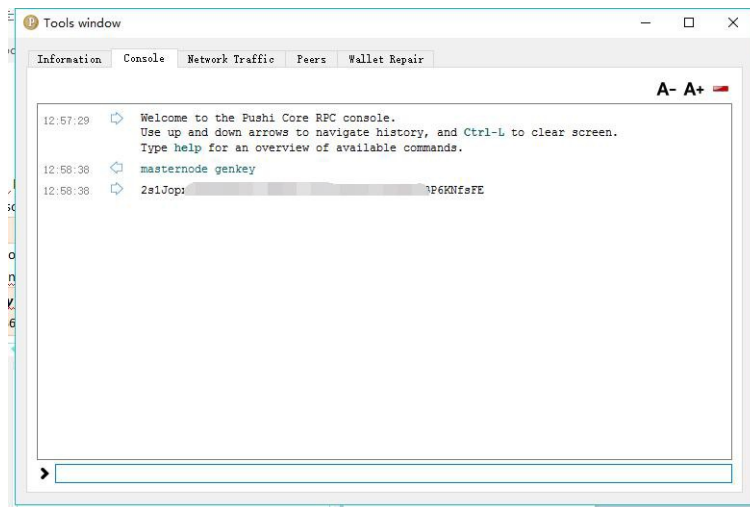 Tools window
Information Console Network Traffic Peers Wallet Repair
A- A+
12:57:29 Welcome to the Pushi Core RPC console.
Use up and down arrows to navigate history, and Ctrl-L to clear screen.
Type help for an overview of available commands.
12:58:38 masternode genkey
12:58:38 2s1Jop P6KNfsFE